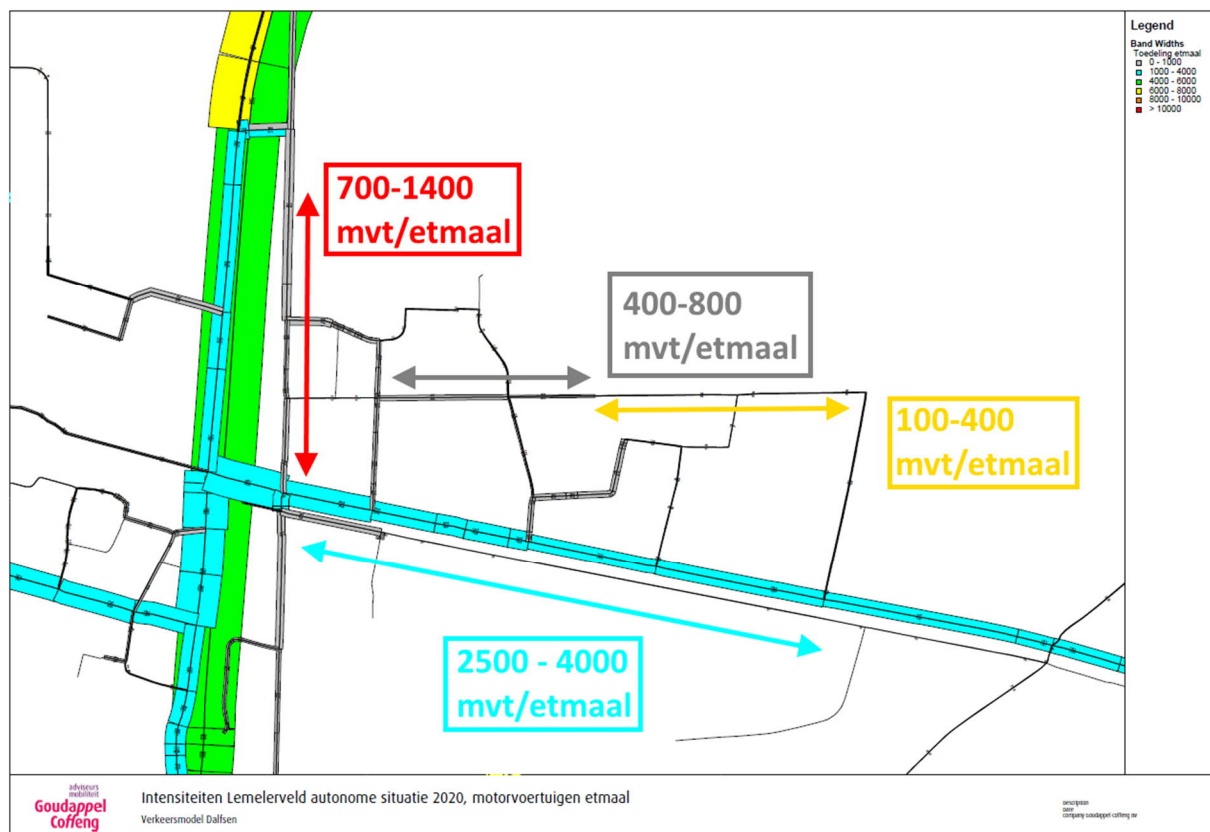 Legend
Band Widths
Toedeling etmaal
0 - 1000
1000 - 4000
4000 - 6000
6000 - 8000
8000 - 10000
> 10000
700-1400
mvt/etmaal
400-800
mvt/etmaal
100-400
mvt/etmaal
2500 - 4000
mvt/etmaal
adviseurs
mobiliteit
Goudappel
Coffeng
Intensiteiten Lemelerveld autonome situatie 2020, motorvoertuigen etmaal
Verkeersmodel Dalfsen
description
date
company Goudappel Coffeng BV